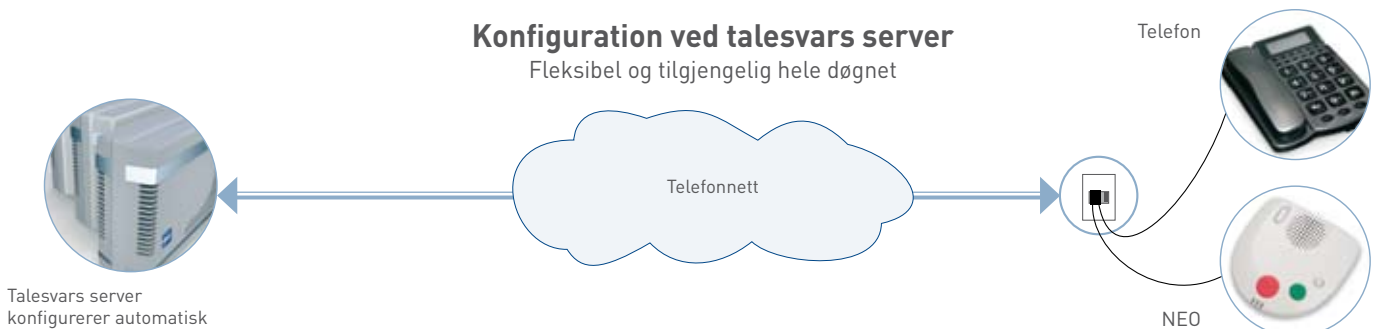 Konfiguration ved talesvars server
Fleksibel og tilgjengelig hele døgnet
Telefon
Telefonnett
Talesvars server
konfigurerer automatisk
NEO